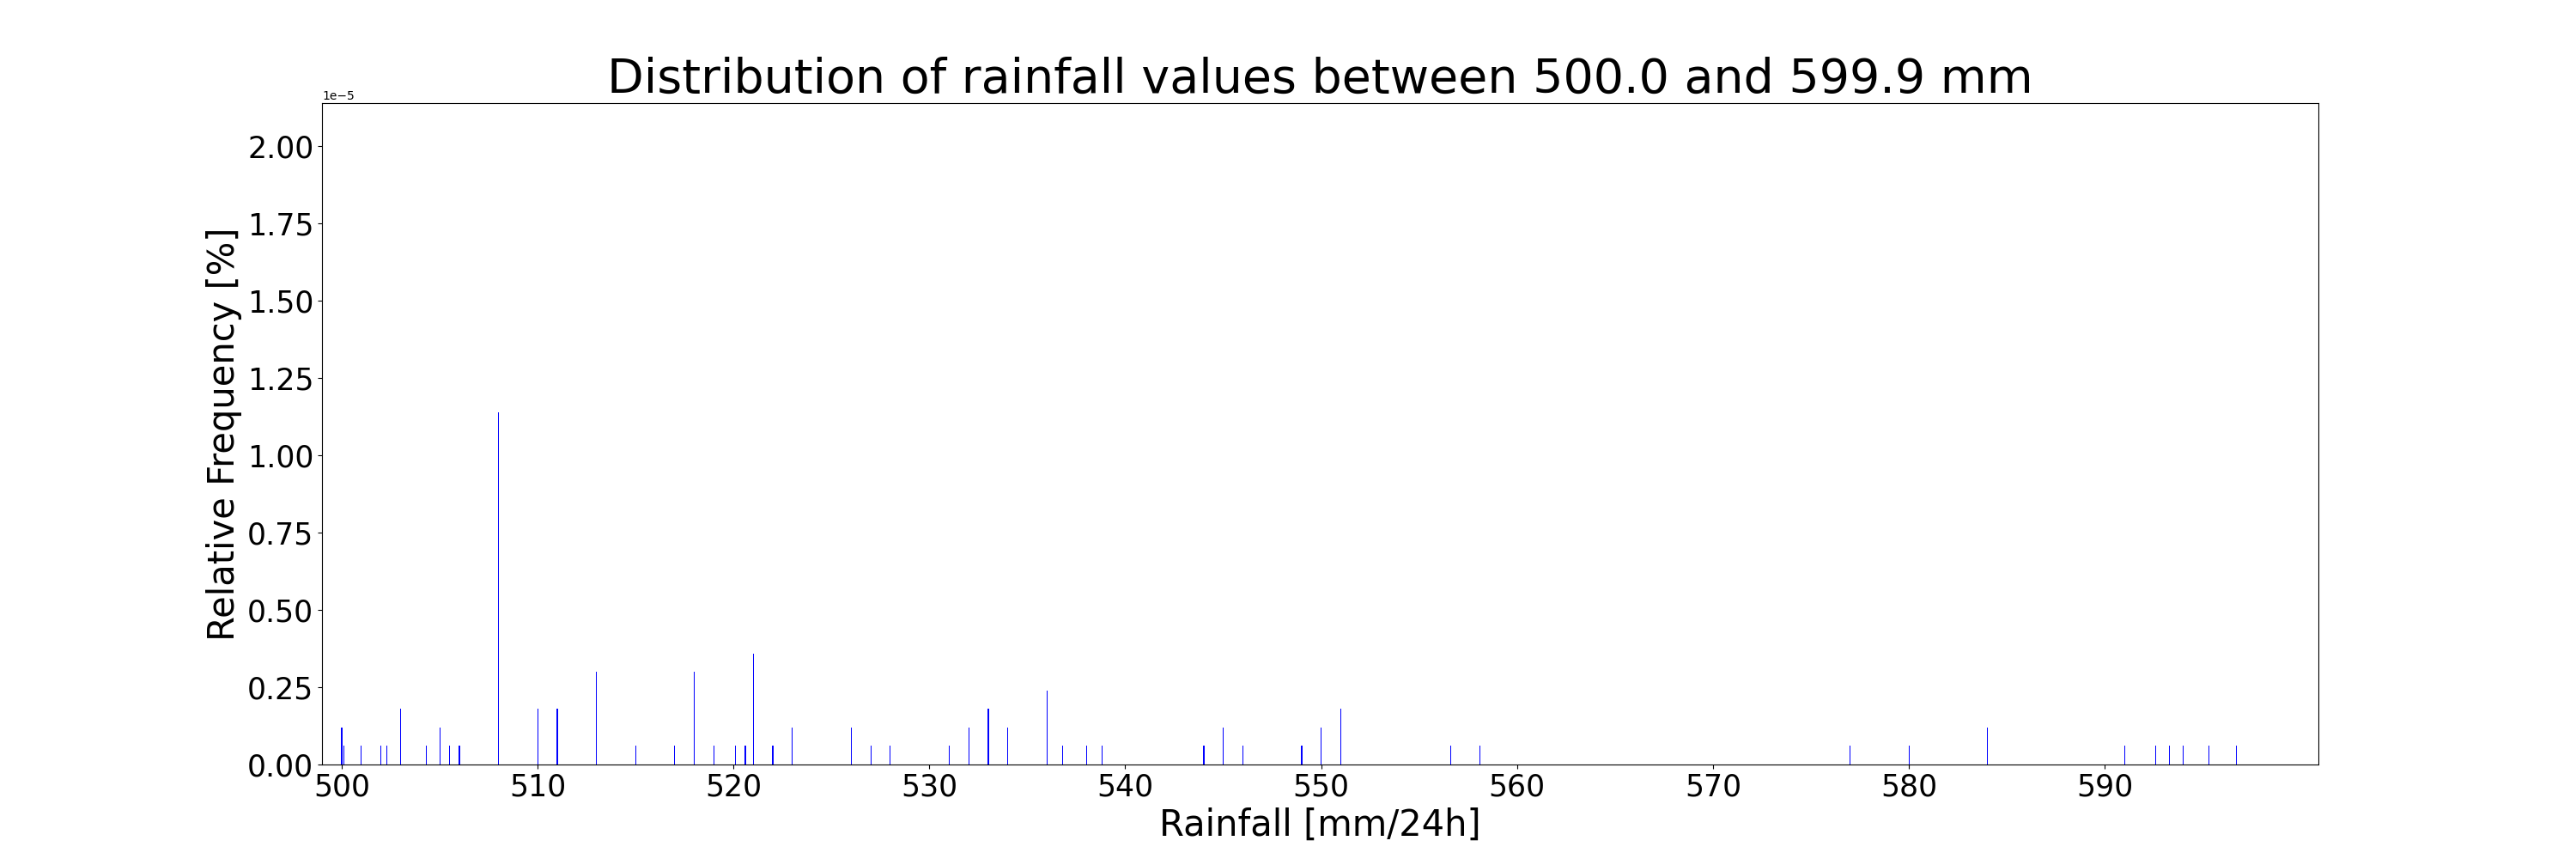 Distribution of rainfall values between 500.0 and 599.9 mm
1e−5
2.00
1.75
1.50
1.25
1.00
0.75
0.50
0.25
0.00
Relative Frequency [%]
500 510 520 530 540 550 560 570 580 590
Rainfall [mm/24h]